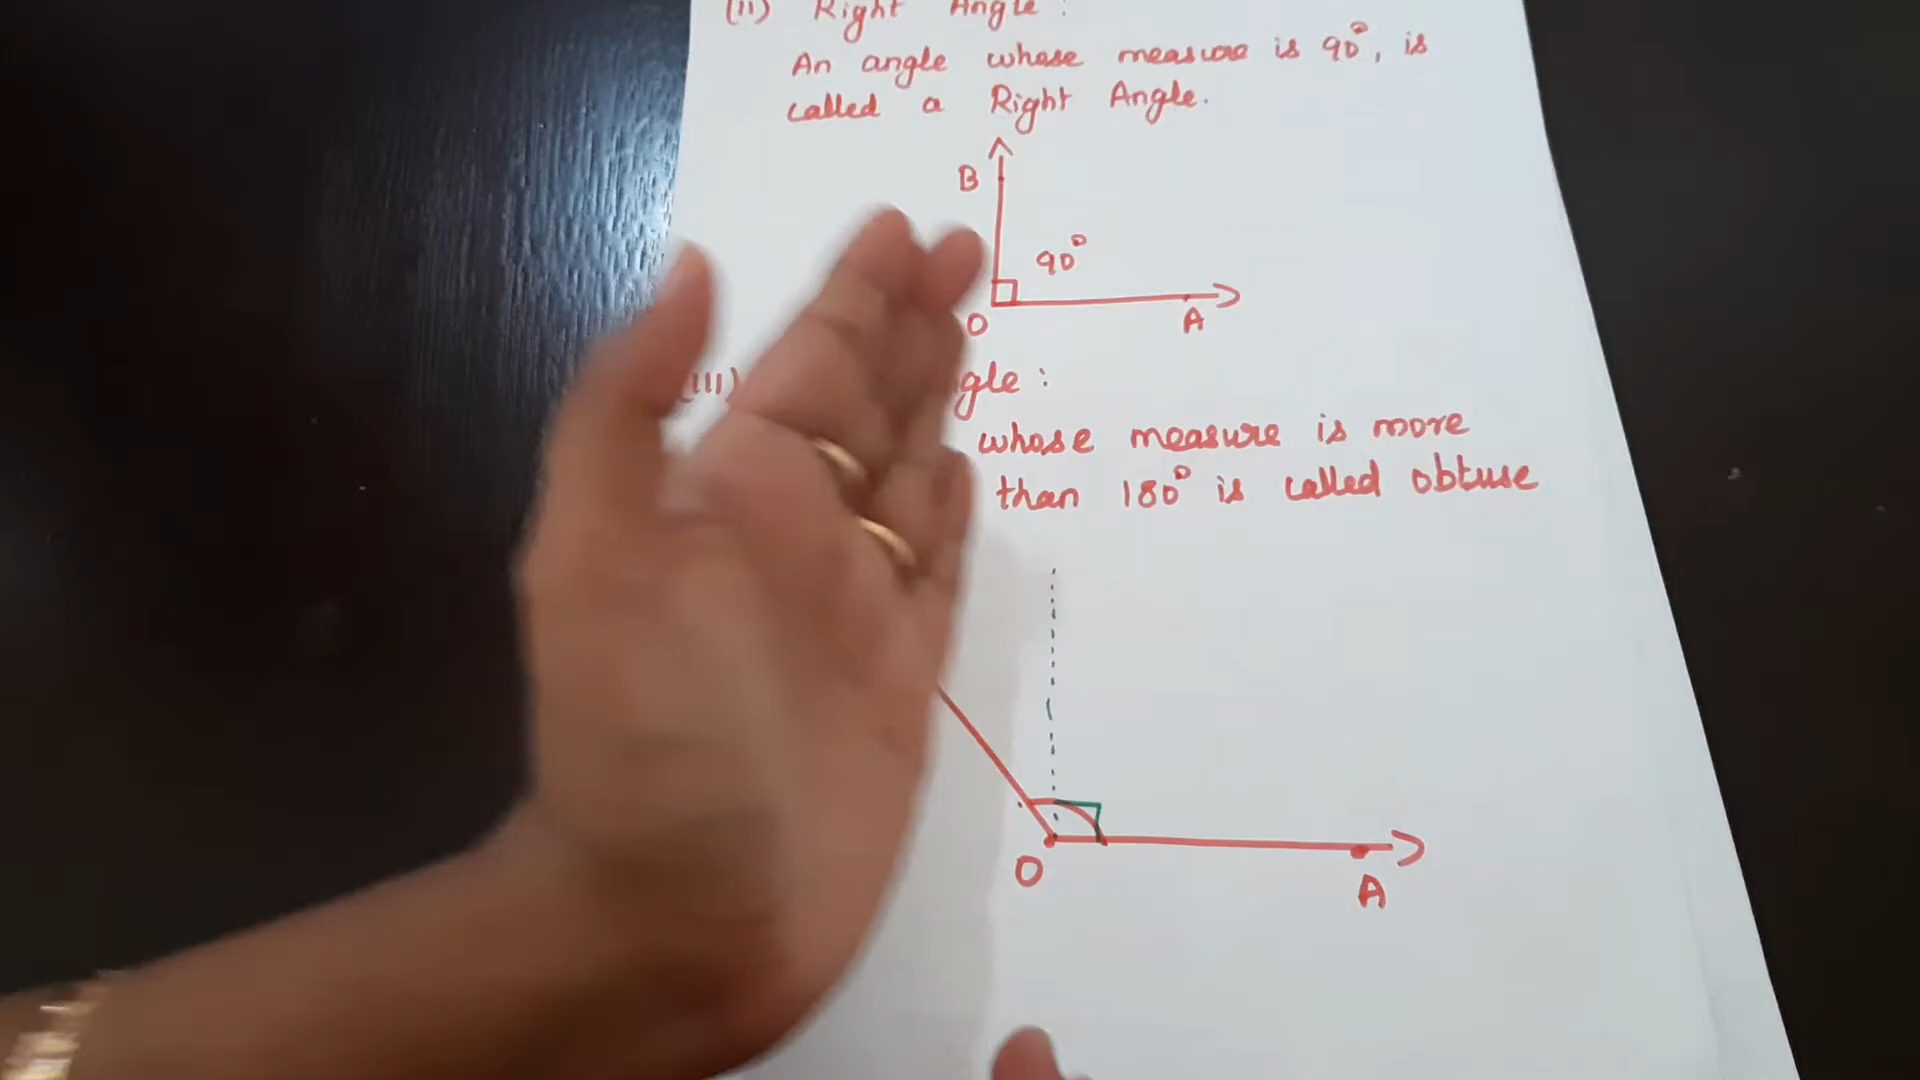 (II) Right Angle :
An angle whose measure is 90°, is
called a Right Angle.
B
90°
O
A
(III)
gle :
whose measure is more
than 180° is called obtuse
O
A